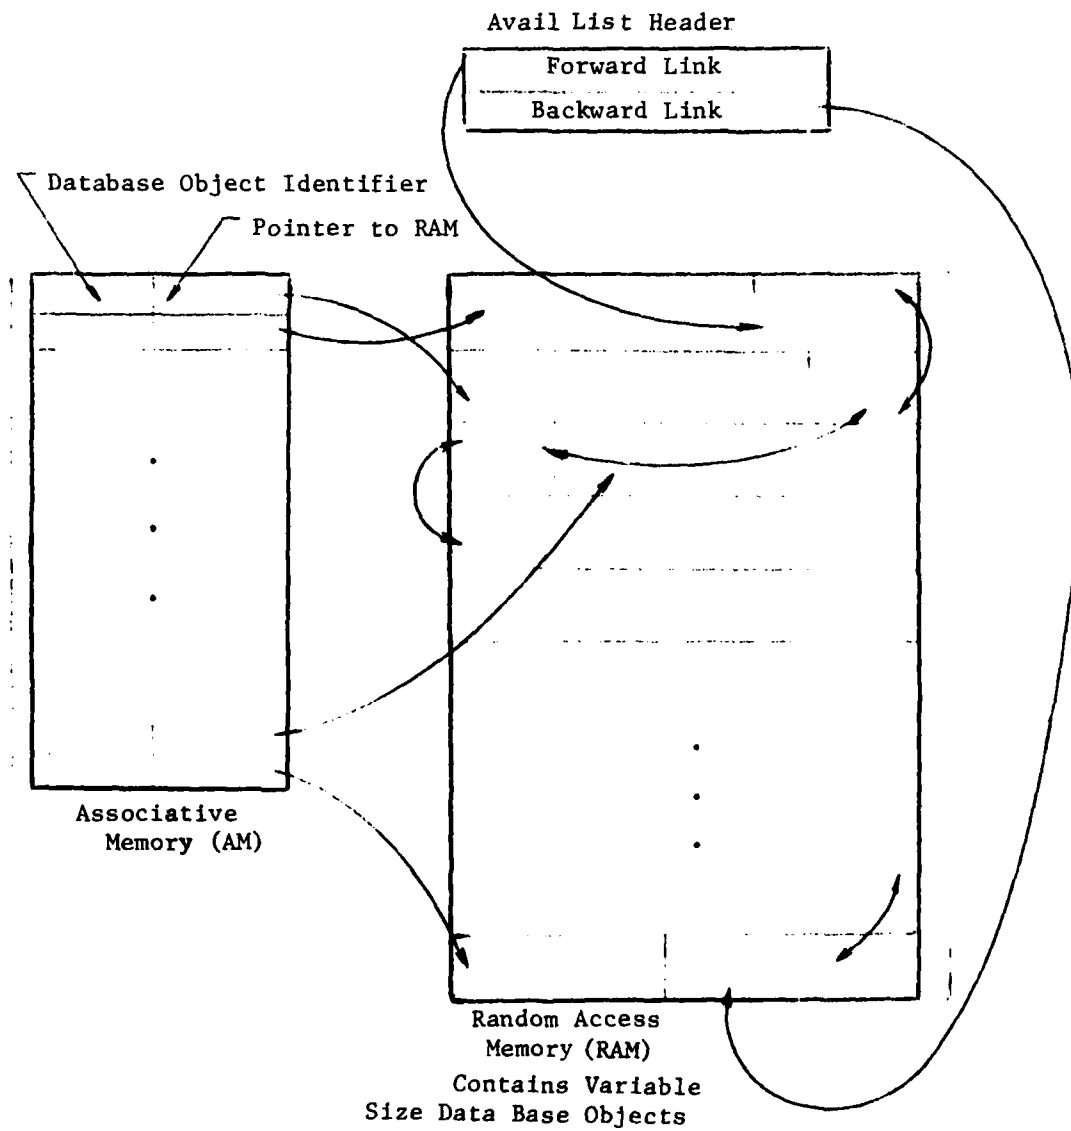 Avail List Header
Forward Link
Backward Link
Database Object Identifier
Pointer to RAM
Associative
Memory (AM)
Random Access
Memory (RAM)
Contains Variable
Size Data Base Objects